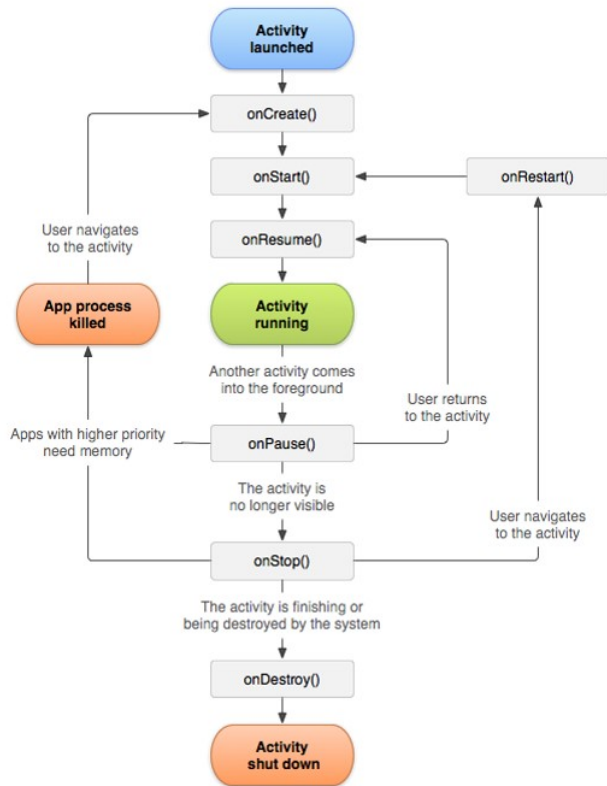 Activity
launched
onCreate()
onStart()
onRestart()
User navigates
to the activity
onResume()
App process
killed
Activity
running
Another activity comes
into the foreground
User returns
to the activity
Apps with higher priority
need memory
onPause()
The activity is
no longer visible
User navigates
to the activity
onStop()
The activity is finishing or
being destroyed by the system
onDestroy()
Activity
shut down